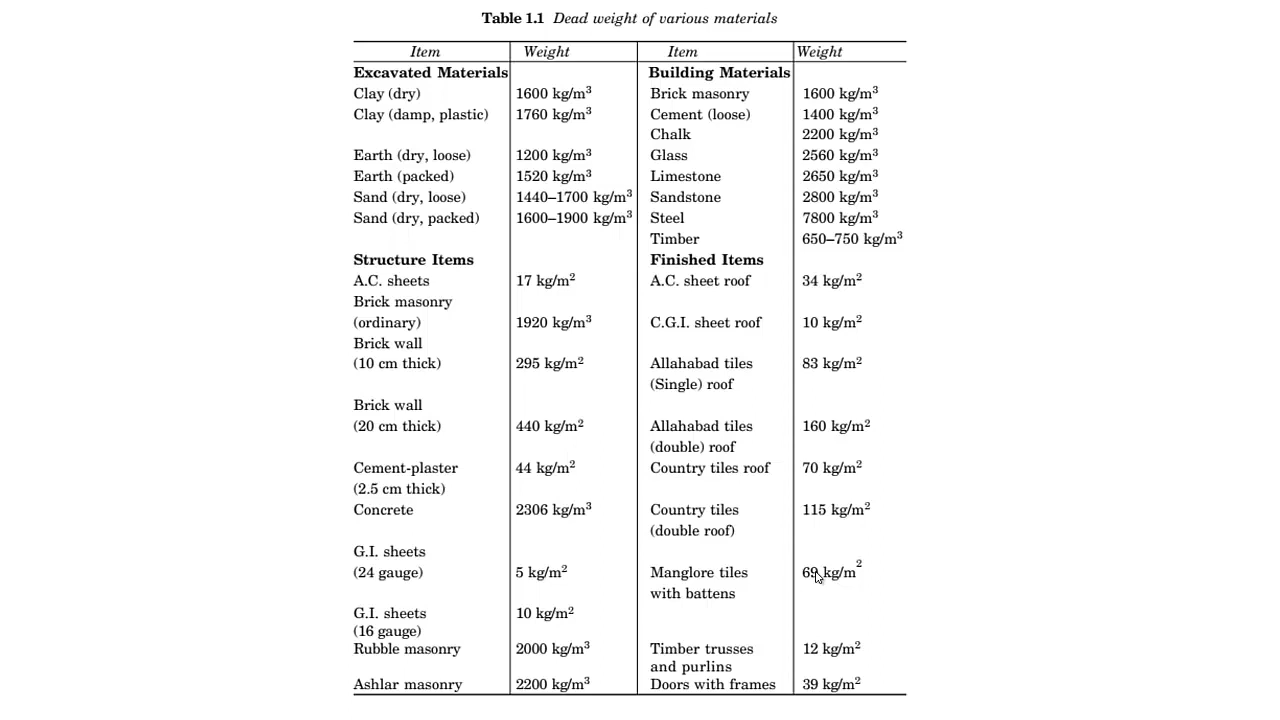 Table 1.1 Dead weight of various materials
Item Weight Item Weight
Excavated Materials Building Materials
Clay (dry) 1600 kg/m³ Brick masonry 1600 kg/m³
Clay (damp, plastic) 1760 kg/m³ Cement (loose) 1400 kg/m³
Chalk 2200 kg/m³
Earth (dry, loose) 1200 kg/m³ Glass 2560 kg/m³
Earth (packed) 1520 kg/m³ Limestone 2650 kg/m³
Sand (dry, loose) 1440–1700 kg/m³ Sandstone 2800 kg/m³
Sand (dry, packed) 1600–1900 kg/m³ Steel 7800 kg/m³
Timber 650–750 kg/m³
Structure Items Finished Items
A.C. sheets 17 kg/m² A.C. sheet roof 34 kg/m²
Brick masonry
(ordinary) 1920 kg/m³ C.G.I. sheet roof 10 kg/m²
Brick wall
(10 cm thick) 295 kg/m² Allahabad tiles 83 kg/m²
(Single) roof
Brick wall
(20 cm thick) 440 kg/m² Allahabad tiles 160 kg/m²
(double) roof
Cement-plaster 44 kg/m² Country tiles roof 70 kg/m²
(2.5 cm thick)
Concrete 2306 kg/m³ Country tiles 115 kg/m²
(double roof)
G.I. sheets
(24 gauge) 5 kg/m² Manglore tiles kg/m²
with battens
G.I. sheets 10 kg/m²
(16 gauge)
Rubble masonry 2000 kg/m³ Timber trusses 12 kg/m²
and purlins
Ashlar masonry 2200 kg/m³ Doors with frames 39 kg/m²